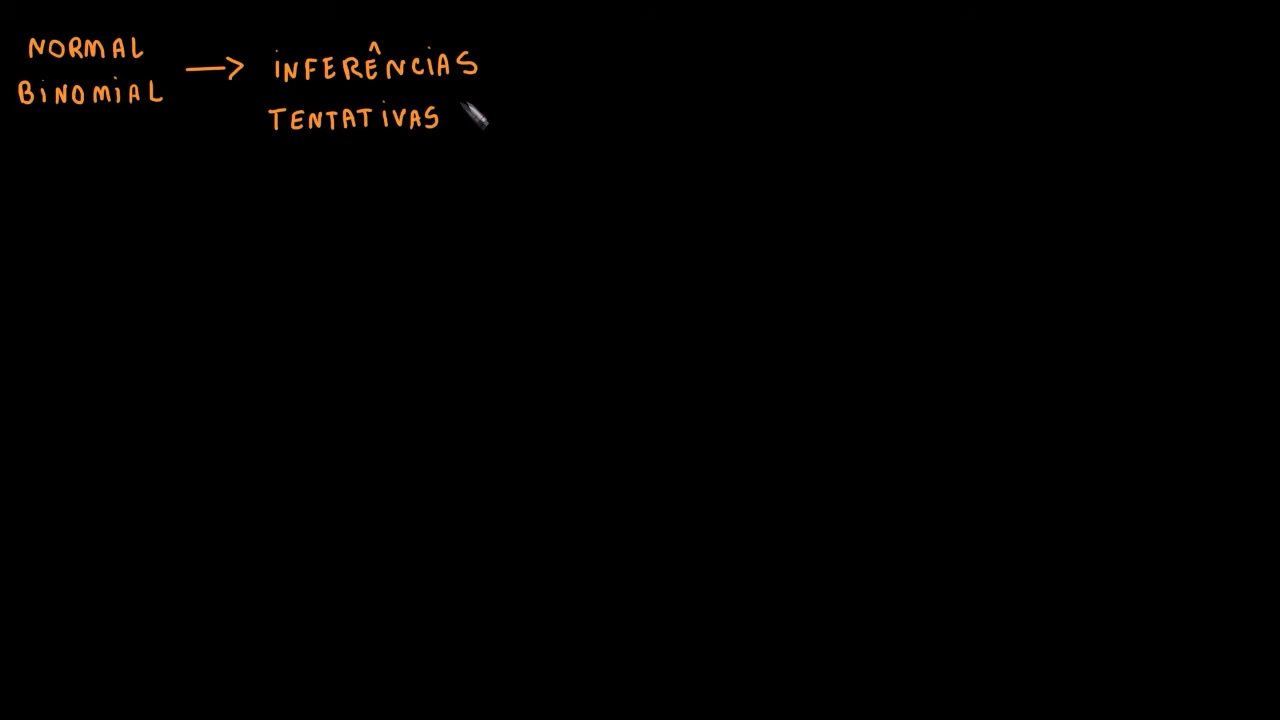 NORMAL
BINOMIAL
→ INFERÊNCIAS
TENTATIVAS